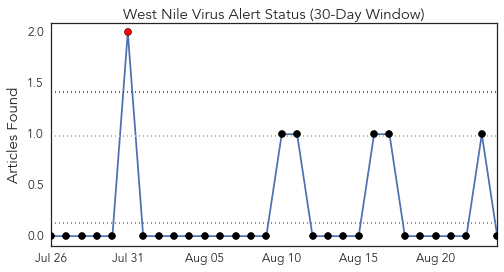 West Nile Virus Alert Status (30-Day Window)
Articles Found
2.0
1.5
1.0
0.5
0.0
Jul 26 Jul 31 Aug 05 Aug 10 Aug 15 Aug 20